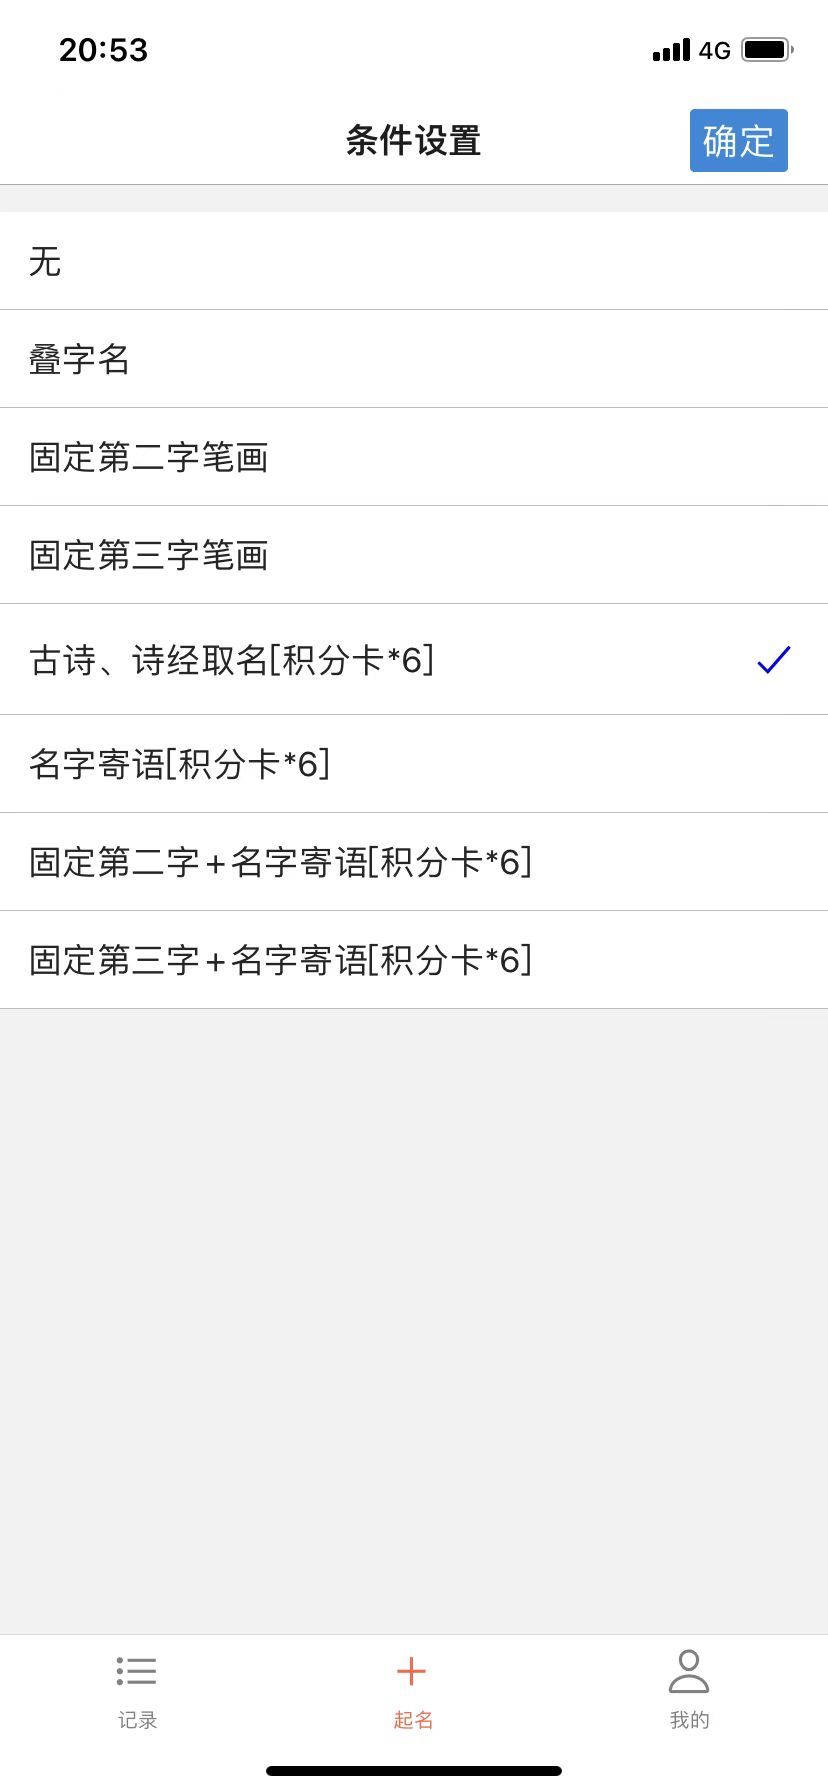 20:53
4G
条件设置
确定
无
叠字名
固定第二字笔画
固定第三字笔画
古诗、诗经取名[积分卡*6]
名字寄语[积分卡*6]
固定第二字+名字寄语[积分卡*6]
固定第三字+名字寄语[积分卡*6]
记录
起名
我的